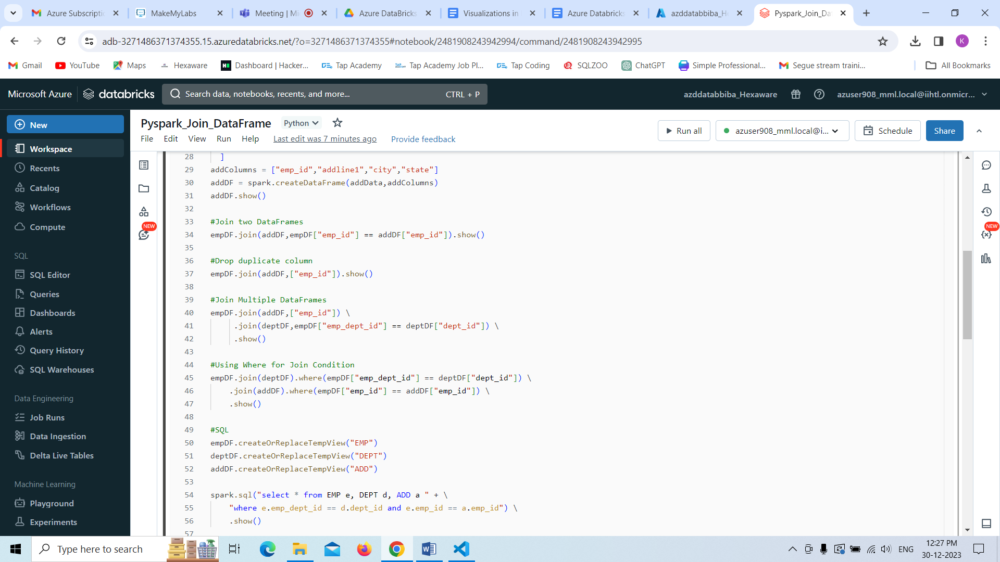 Azure Subscripti
MakeMyLabs
Meeting | Mi
Azure DataBricks
Visualizations in
Azure Databricks
azddatabbiba_He
Pyspark_Join_Da
adb-3271486371374355.15.azuredatabricks.net/?o=3271486371374355#notebook/2481908243942994/command/2481908243942995
K
Gmail
YouTube
Maps
Hexaware
Dashboard | Hacker...
Tap Academy
Tap Academy Job Pl...
Tap Coding
SQLZOO
ChatGPT
Simple Professional...
Segue stream traini...
All Bookmarks
Microsoft Azure
databricks
Search data, notebooks, recents, and more...
CTRL + P
azddatabbiba_Hexaware
azuser908_mml.local@iihtl.onmicr...
New
Workspace
Recents
Catalog
Workflows
Compute
SQL
SQL Editor
Queries
Dashboards
Alerts
Query History
SQL Warehouses
Data Engineering
Job Runs
Data Ingestion
Delta Live Tables
Machine Learning
Playground
Experiments
Pyspark_Join_DataFrame
Python
File Edit View Run Help
Last edit was 7 minutes ago
Provide feedback
Run all
azuser908_mml.local@i...
Schedule
Share
NEW
NEW
28 ]
29 addColumns = ["emp_id","addline1","city","state"]
30 addDF = spark.createDataFrame(addData,addColumns)
31 addDF.show()
32
33 #Join two DataFrames
34 empDF.join(addDF,empDF["emp_id"] == addDF["emp_id"]).show()
35
36 #Drop duplicate column
37 empDF.join(addDF,["emp_id"]).show()
38
39 #Join Multiple DataFrames
40 empDF.join(addDF,["emp_id"]) \
41 .join(deptDF,empDF["emp_dept_id"] == deptDF["dept_id"]) \
42 .show()
43
44 #Using Where for Join Condition
45 empDF.join(deptDF).where(empDF["emp_dept_id"] == deptDF["dept_id"]) \
46 .join(addDF).where(empDF["emp_id"] == addDF["emp_id"]) \
47 .show()
48
49 #SQL
50 empDF.createOrReplaceTempView("EMP")
51 deptDF.createOrReplaceTempView("DEPT")
52 addDF.createOrReplaceTempView("ADD")
53
54 spark.sql("select * from EMP e, DEPT d, ADD a " + \
55 "where e.emp_dept_id == d.dept_id and e.emp_id == a.emp_id") \
56 .show()
57
Type here to search
ENG
12:27 PM
30-12-2023